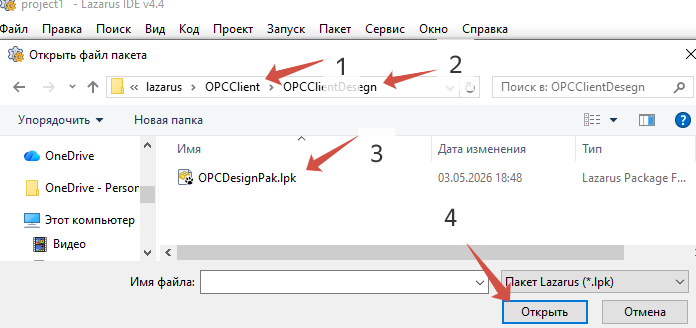 project1 - Lazarus IDE v4.4
Файл Правка Поиск Вид Код Проект Запуск Пакет Сервис Окно Справка
Открыть файл пакета
1
2
« lazarus › OPCClient › OPCClientDesegn
Поиск в: OPCClientDesegn
Упорядочить Новая папка
Имя Дата изменения Тип
3
OneDrive
OPCDesignPak.lpk 03.05.2026 18:48 Lazarus Package F...
OneDrive - Person
4
Этот компьютер
Видео
Имя файла: Пакет Lazarus (*.lpk)
Открыть Отмена